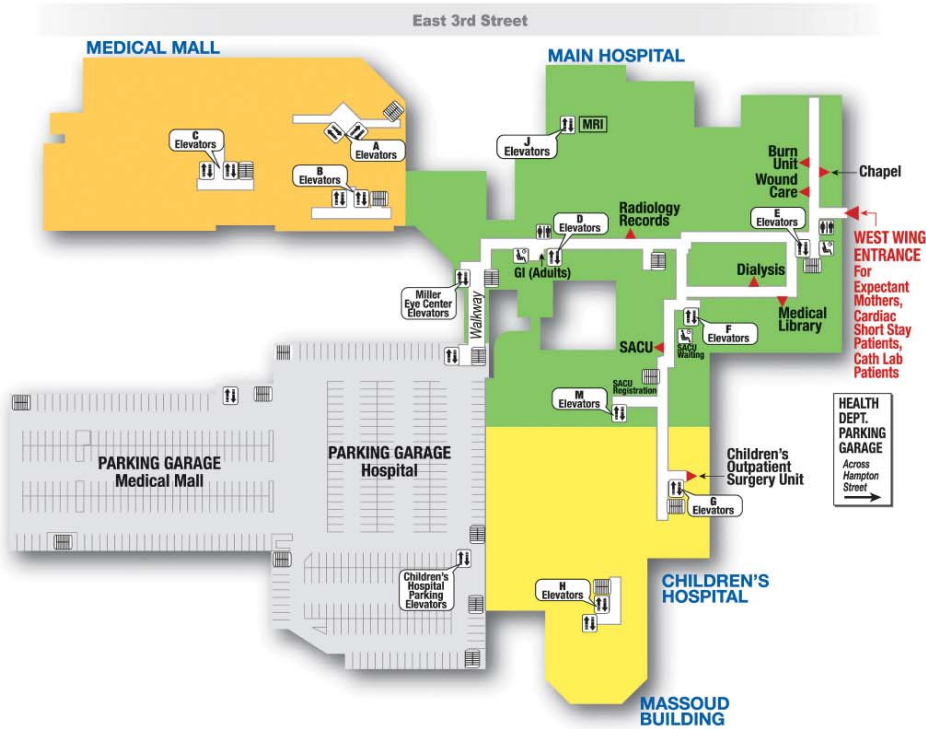 East 3rd Street
MEDICAL MALL
MAIN HOSPITAL
C
Elevators
A
Elevators
B
Elevators
J
Elevators
MRI
Burn
Unit
Wound
Care
Chapel
Radiology
Records
D
Elevators
E
Elevators
GI (Adults)
WEST WING
ENTRANCE
For
Expectant
Mothers,
Cardiac
Short Stay
Patients,
Cath Lab
Patients
Miller
Eye Center
Elevators
Walkway
Dialysis
Medical
Library
F
Elevators
SACU
SACU
Waiting
SACU
Registration
M
Elevators
HEALTH
DEPT.
PARKING
GARAGE
Across
Hampton
Street
PARKING GARAGE
Medical Mall
PARKING GARAGE
Hospital
Children's
Outpatient
Surgery Unit
G
Elevators
Children's
Hospital
Parking
Elevators
H
Elevators
CHILDREN'S
HOSPITAL
MASSOUD
BUILDING